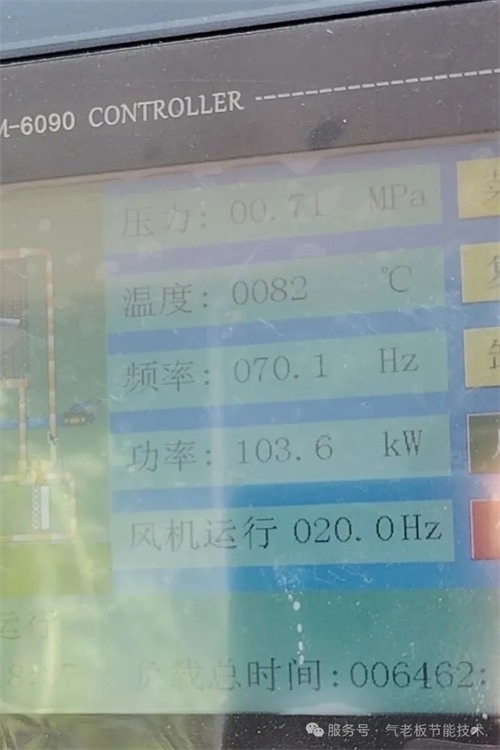 M-6090 CONTROLLER
压力: 00.71 MPa
温度: 0082 ℃
频率: 070.1 Hz
功率: 103.6 kW
风机运行 020.0Hz
运行
负载总时间:006462:
服务号: 气老板节能技术